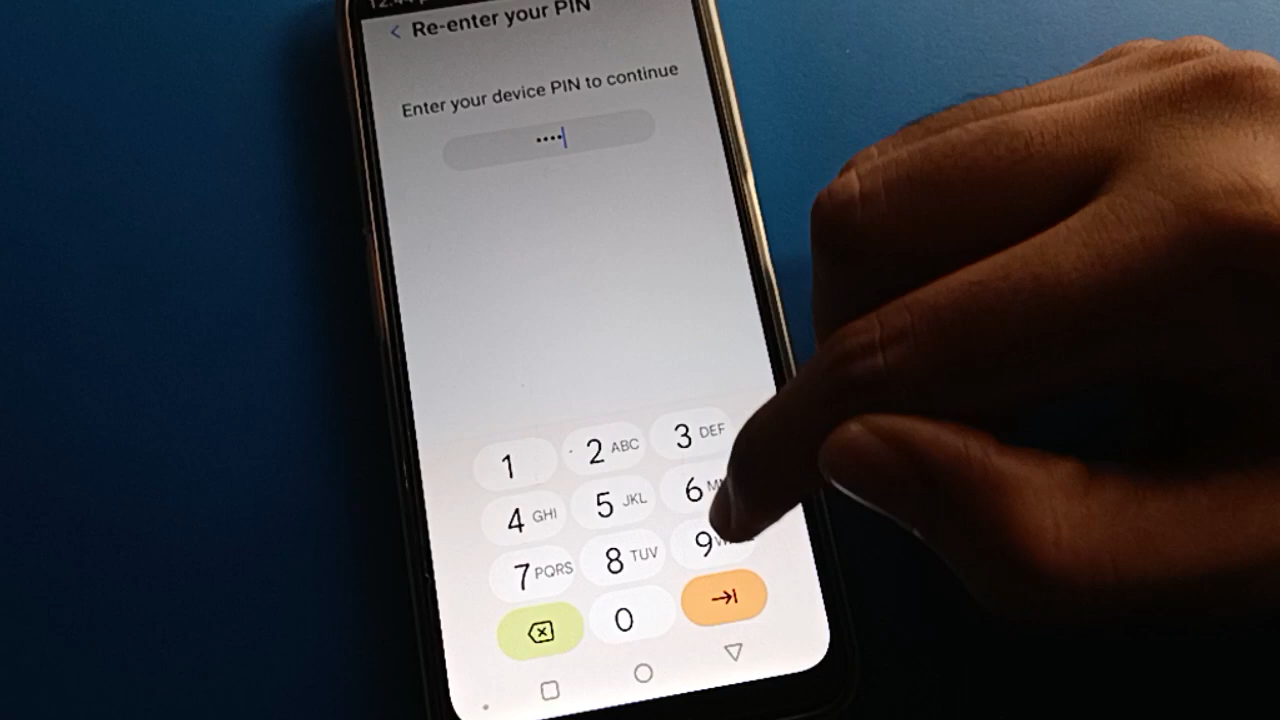 Re-enter your PIN
Enter your device PIN to continue
1
2 ABC
3 DEF
4 GHI
5 JKL
6
7 PQRS
8 TUV
9
0